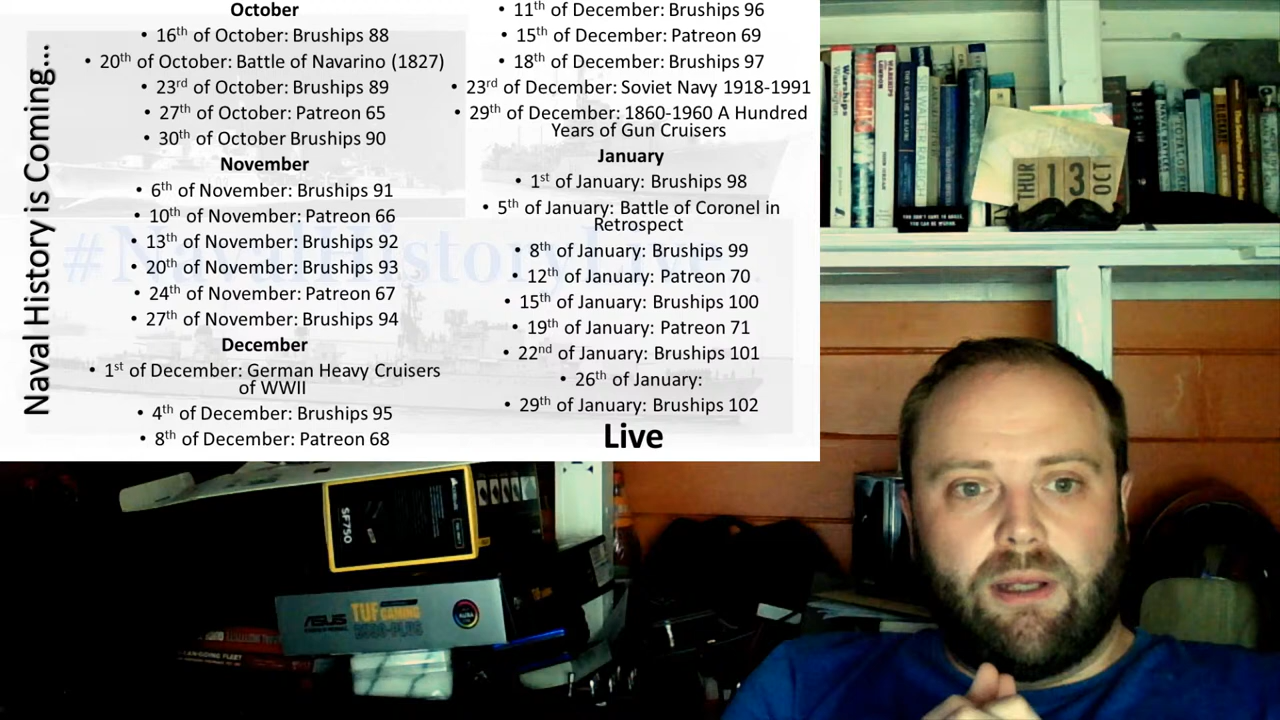 Naval History is Coming...
October
• 16th of October: Bruships 88
• 20th of October: Battle of Navarino (1827)
• 23rd of October: Bruships 89
• 27th of October: Patreon 65
• 30th of October Bruships 90
November
• 6th of November: Bruships 91
• 10th of November: Patreon 66
• 13th of November: Bruships 92
• 20th of November: Bruships 93
• 24th of November: Patreon 67
• 27th of November: Bruships 94
December
• 1st of December: German Heavy Cruisers
of WWII
• 4th of December: Bruships 95
• 8th of December: Patreon 68
• 11th of December: Bruships 96
• 15th of December: Patreon 69
• 18th of December: Bruships 97
• 23rd of December: Soviet Navy 1918-1991
• 29th of December: 1860-1960 A Hundred
Years of Gun Cruisers
January
• 1st of January: Bruships 98
• 5th of January: Battle of Coronel in
Retrospect
• 8th of January: Bruships 99
• 12th of January: Patreon 70
• 15th of January: Bruships 100
• 19th of January: Patreon 71
• 22nd of January: Bruships 101
• 26th of January:
• 29th of January: Bruships 102
Live
THUR 13 OCT
SF750
ASUS TUF GAMING